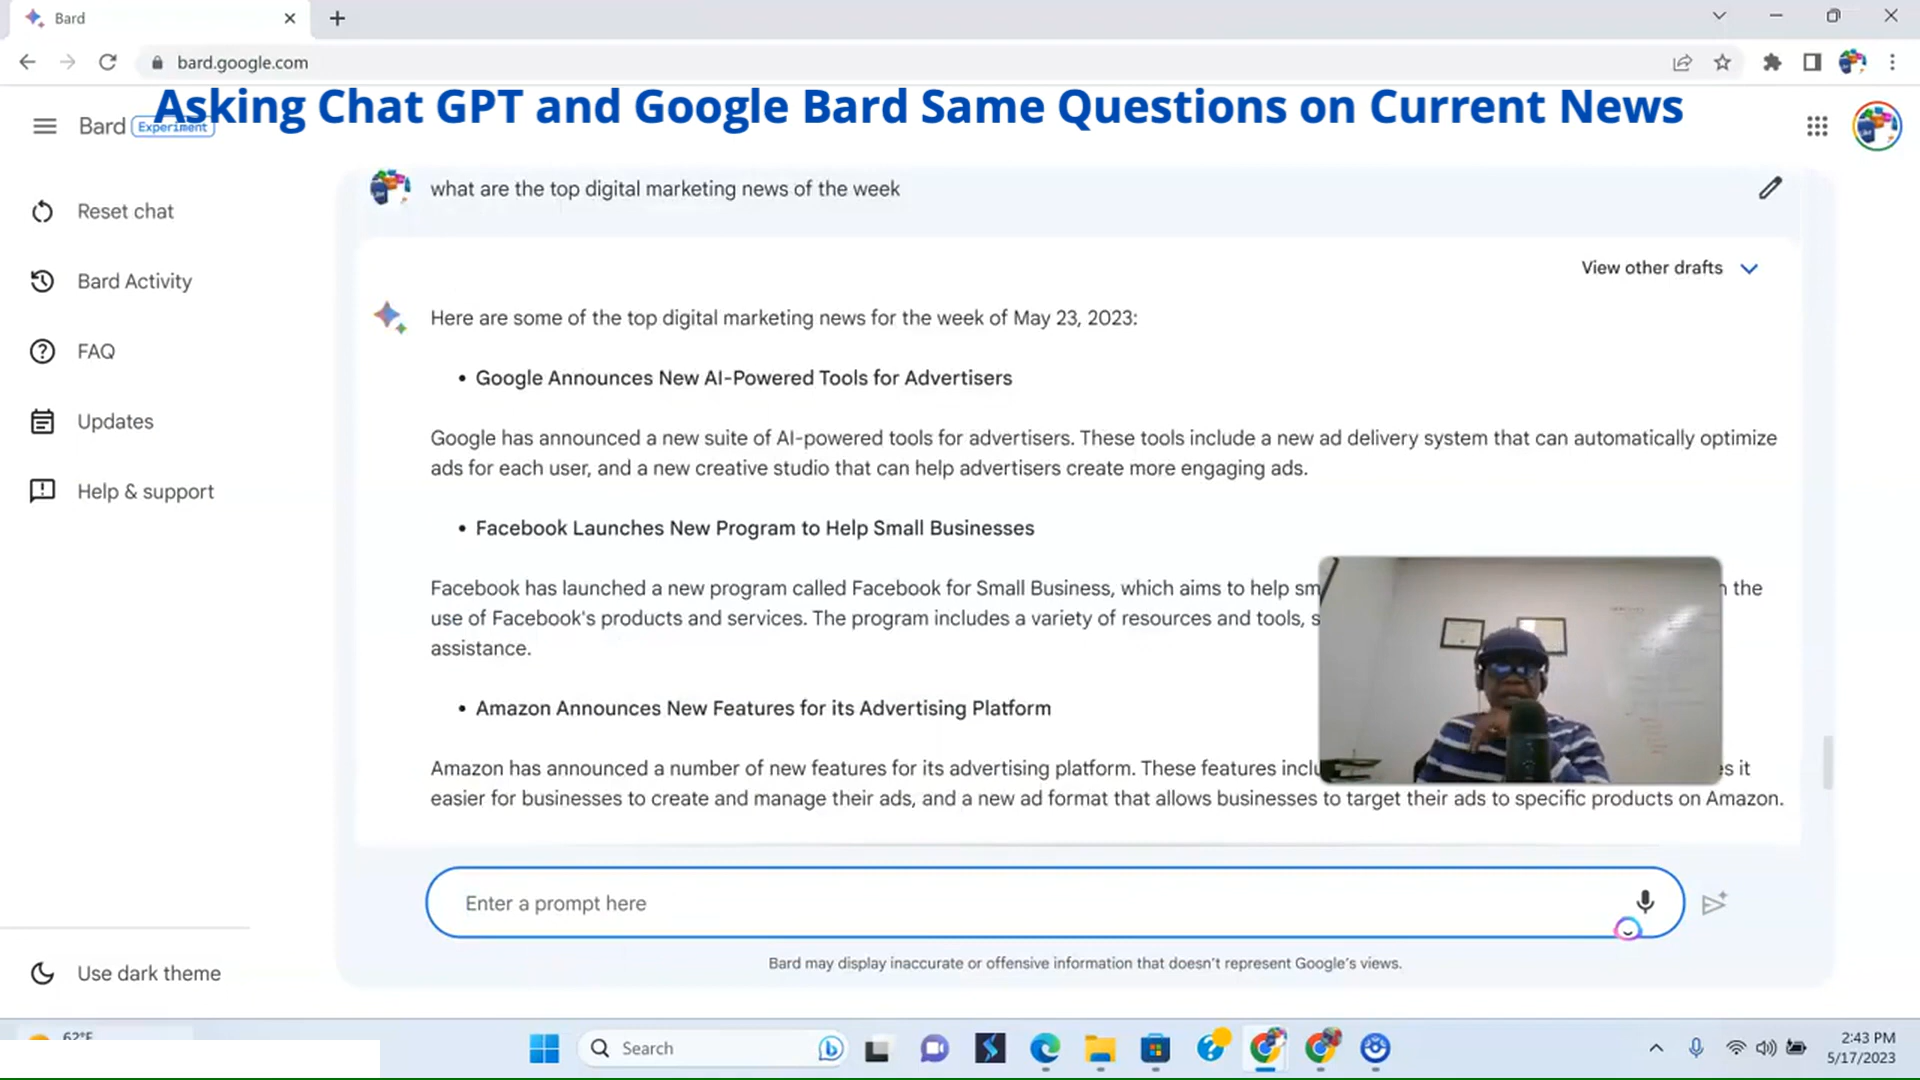 Bard
bard.google.com
Asking Chat GPT and Google Bard Same Questions on Current News
Bard Experiment
Reset chat
Bard Activity
FAQ
Updates
Help & support
Use dark theme
what are the top digital marketing news of the week
View other drafts
Here are some of the top digital marketing news for the week of May 23, 2023:
• Google Announces New AI-Powered Tools for Advertisers
Google has announced a new suite of AI-powered tools for advertisers. These tools include a new ad delivery system that can automatically optimize
ads for each user, and a new creative studio that can help advertisers create more engaging ads.
• Facebook Launches New Program to Help Small Businesses
Facebook has launched a new program called Facebook for Small Business, which aims to help the
use of Facebook's products and services. The program includes a variety of resources and tools,
assistance.
• Amazon Announces New Features for its Advertising Platform
Amazon has announced a number of new features for its advertising platform. These features it
easier for businesses to create and manage their ads, and a new ad format that allows businesses to target their ads to specific products on Amazon.
Enter a prompt here
Bard may display inaccurate or offensive information that doesn't represent Google's views.
62°F
Search
2:43 PM
5/17/2023